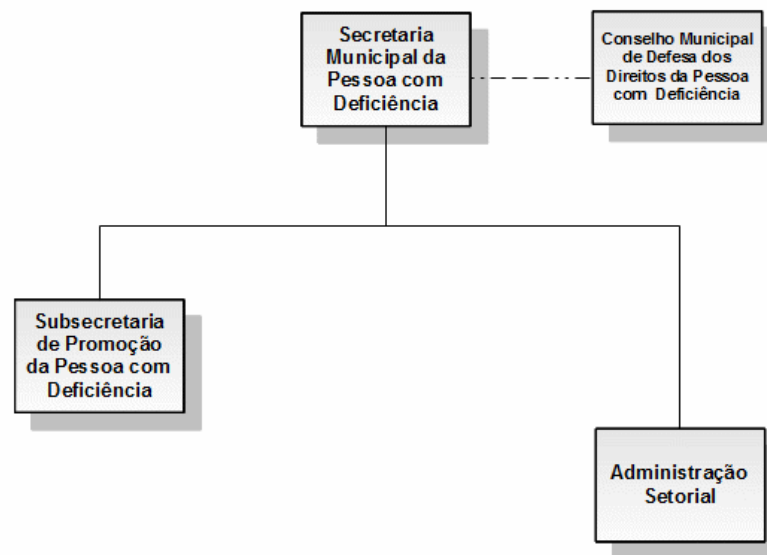 Secretaria
Municipal da
Pessoa com
Deficiência
Conselho Municipal
de Defesa dos
Direitos da Pessoa
com Deficiência
Subsecretaria
de Promoção
da Pessoa com
Deficiência
Administração
Setorial